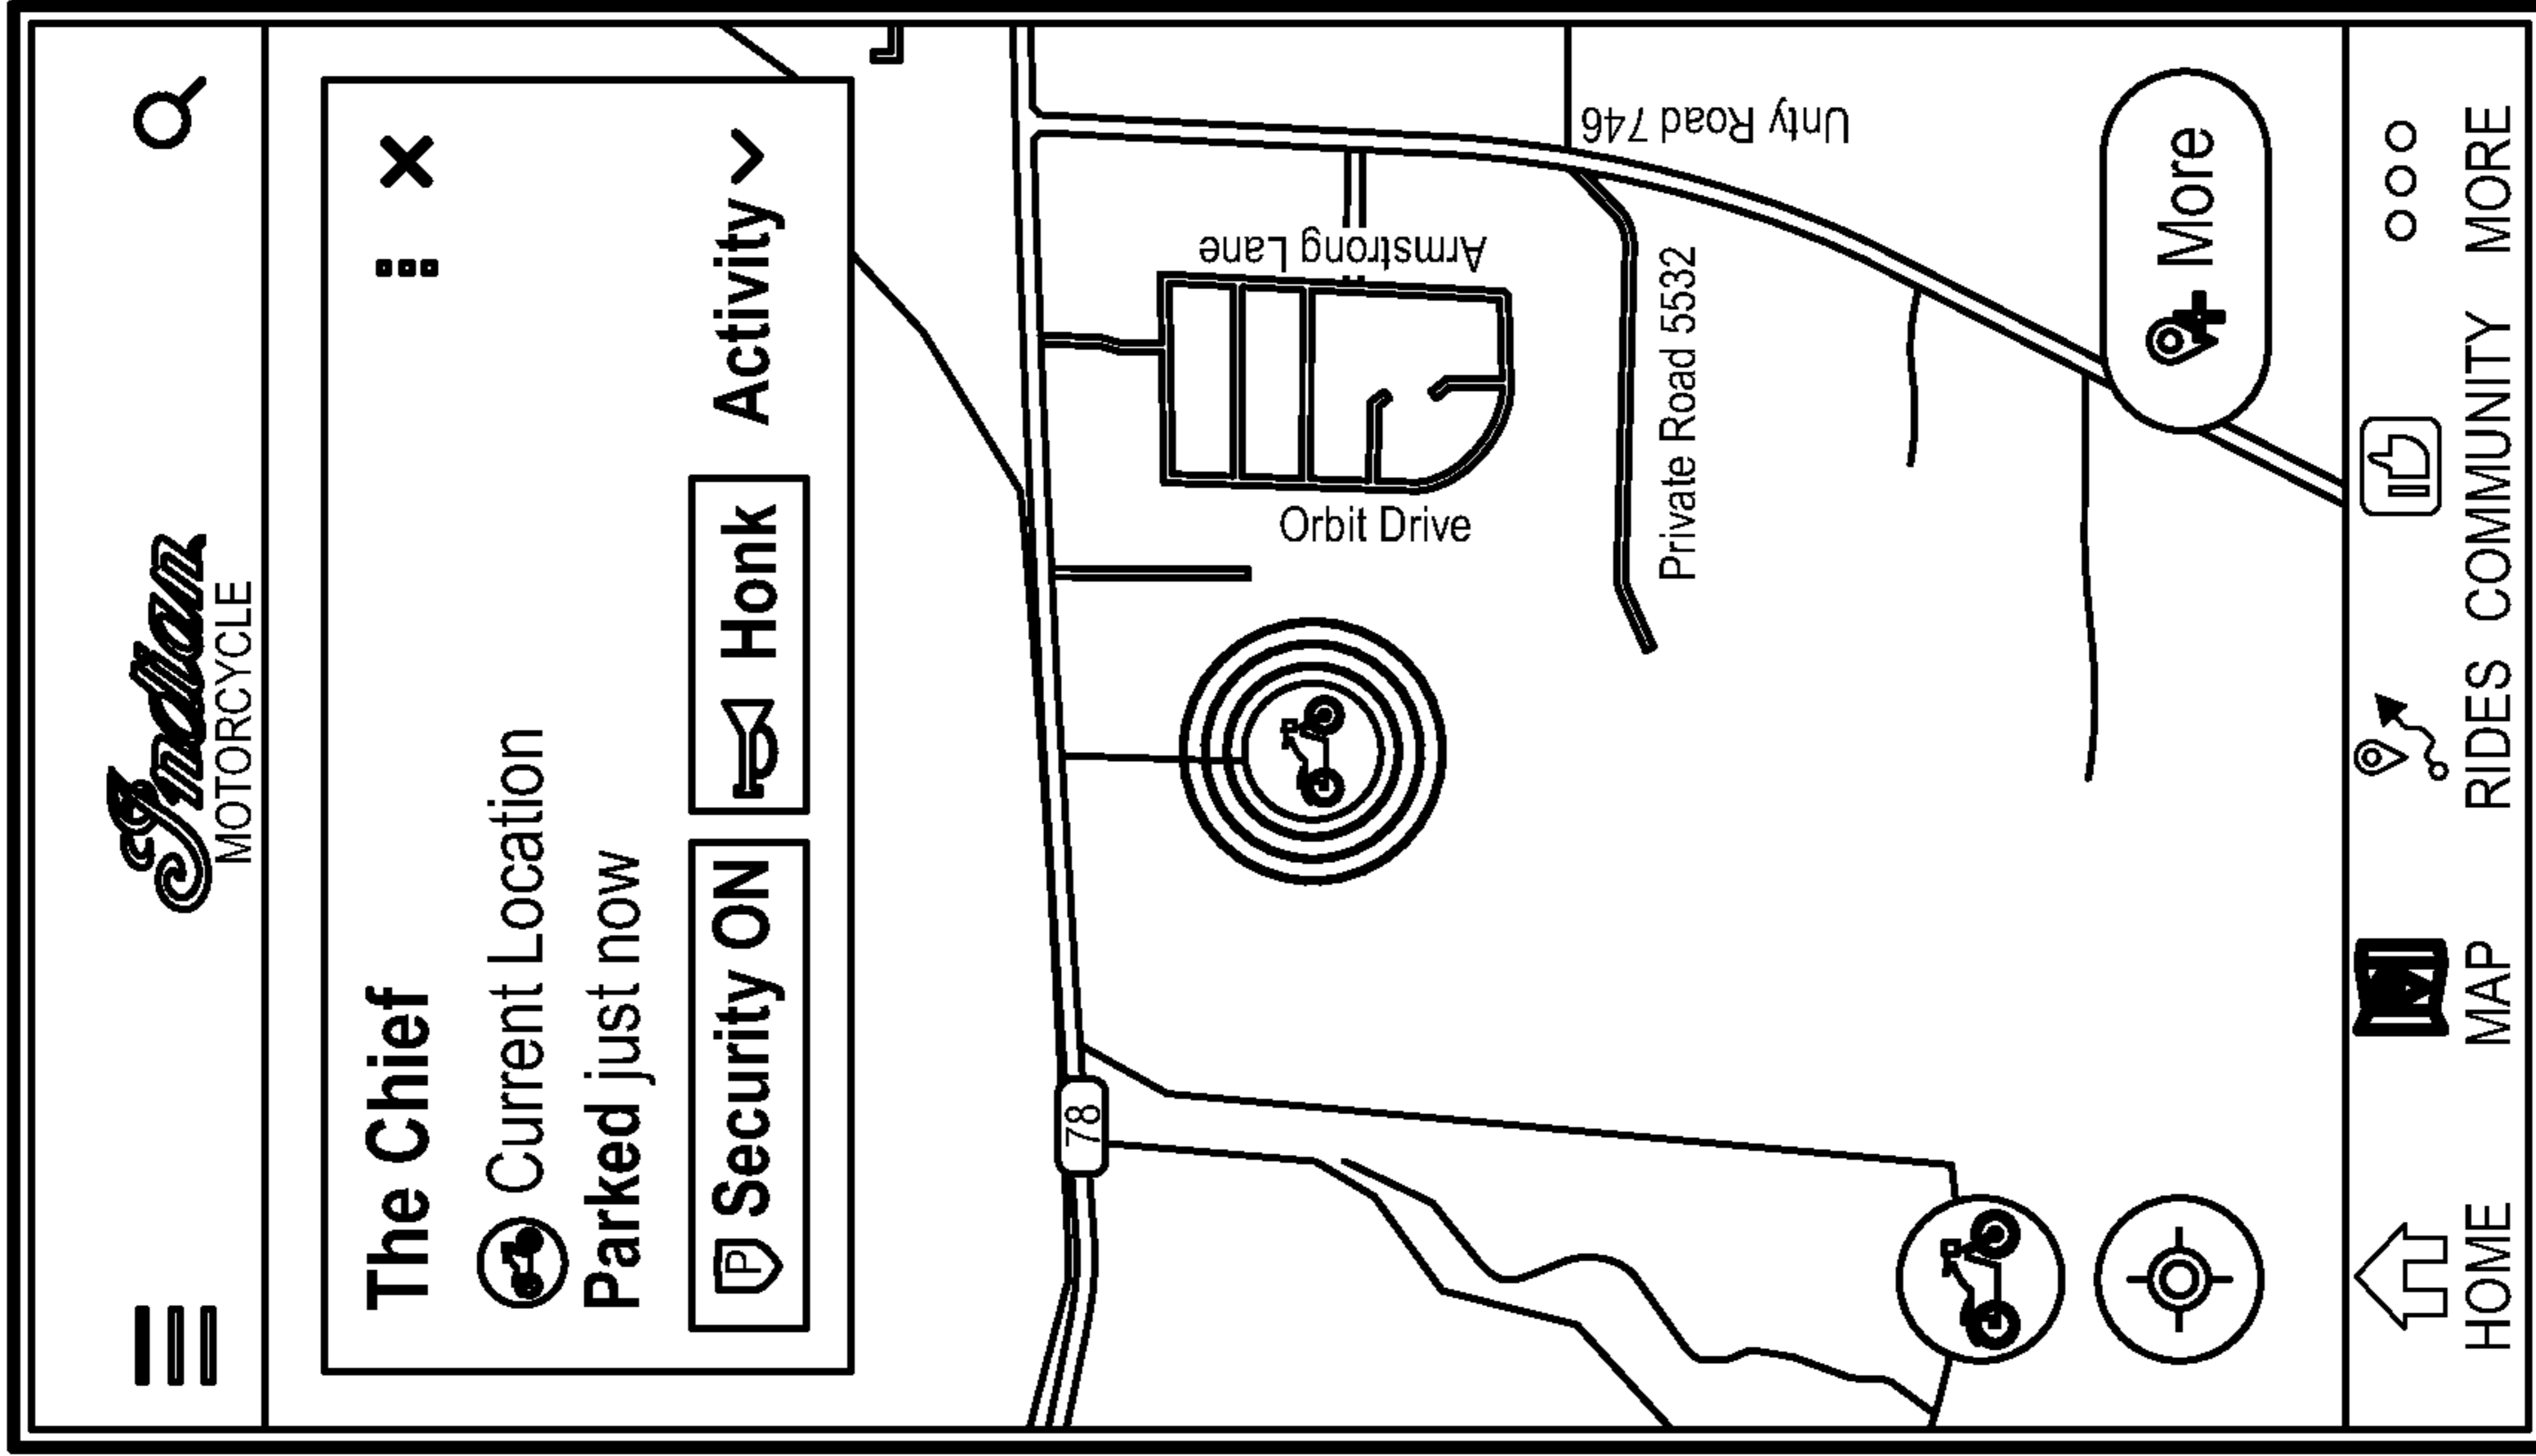 Indian
MOTORCYCLE
The Chief
Current Location
Parked just now
P Security ON
Honk
Activity
78
Armstrong Lane
Orbit Drive
Unty Road 746
Private Road 5532
More
HOME
MAP
RIDES
COMMUNITY
MORE